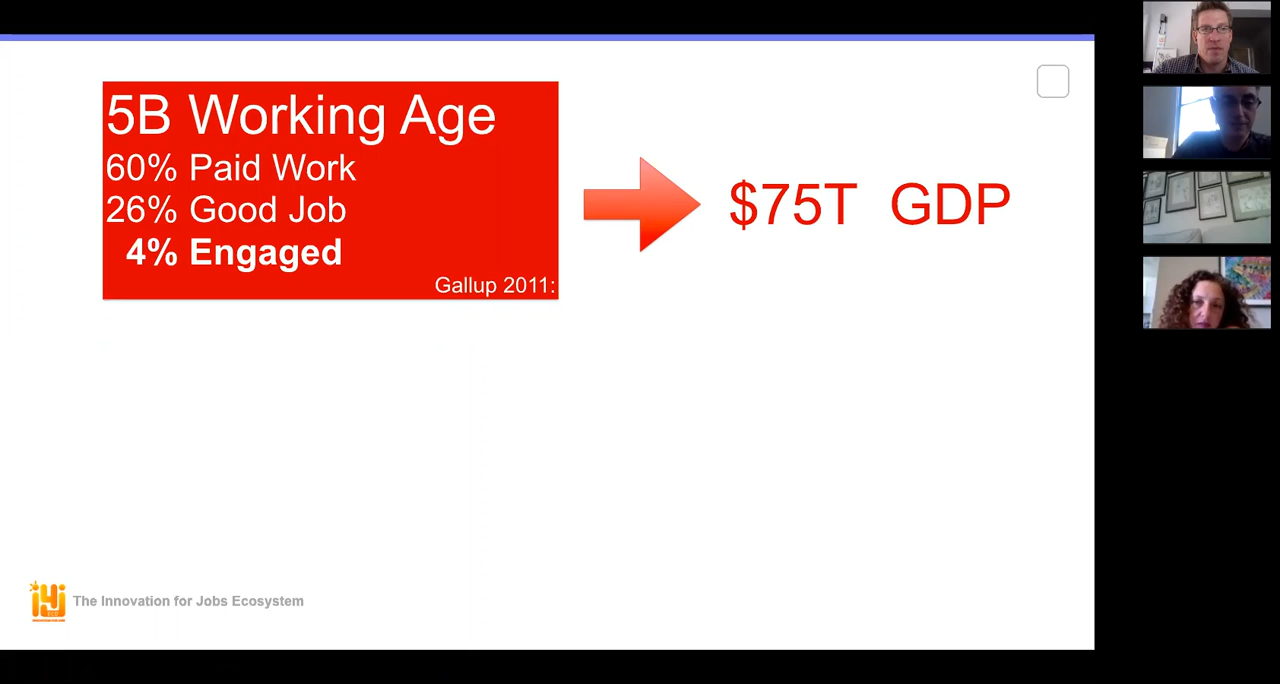 5B Working Age
60% Paid Work
26% Good Job
4% Engaged
Gallup 2011:
$75T GDP
i4j
The Innovation for Jobs Ecosystem